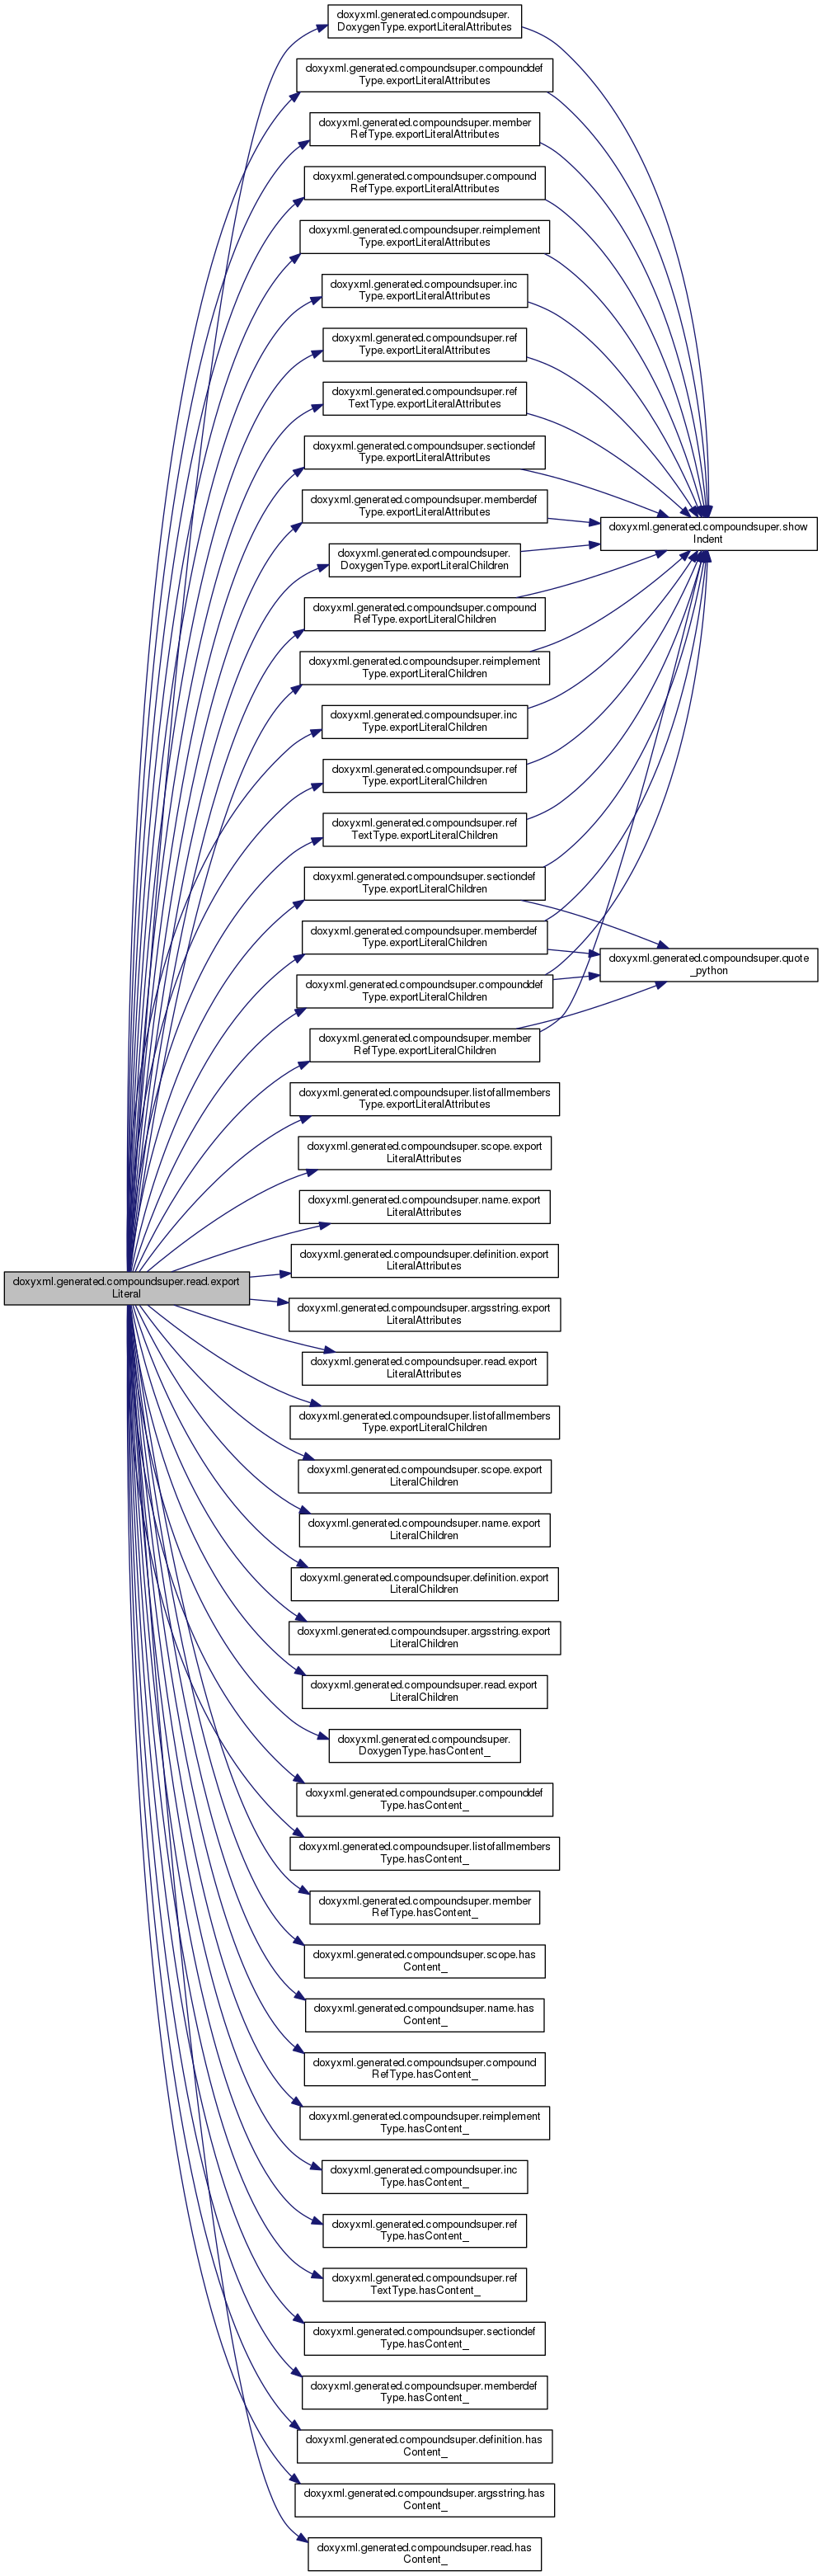 doxyxml.generated.compoundsuper.
DoxygenType.exportLiteralAttributes
doxyxml.generated.compoundsuper.compounddef
Type.exportLiteralAttributes
doxyxml.generated.compoundsuper.member
RefType.exportLiteralAttributes
doxyxml.generated.compoundsuper.compound
RefType.exportLiteralAttributes
doxyxml.generated.compoundsuper.reimplement
Type.exportLiteralAttributes
doxyxml.generated.compoundsuper.inc
Type.exportLiteralAttributes
doxyxml.generated.compoundsuper.ref
Type.exportLiteralAttributes
doxyxml.generated.compoundsuper.ref
TextType.exportLiteralAttributes
doxyxml.generated.compoundsuper.sectiondef
Type.exportLiteralAttributes
doxyxml.generated.compoundsuper.memberdef
Type.exportLiteralAttributes
doxyxml.generated.compoundsuper.show
Indent
doxyxml.generated.compoundsuper.
DoxygenType.exportLiteralChildren
doxyxml.generated.compoundsuper.compound
RefType.exportLiteralChildren
doxyxml.generated.compoundsuper.reimplement
Type.exportLiteralChildren
doxyxml.generated.compoundsuper.inc
Type.exportLiteralChildren
doxyxml.generated.compoundsuper.ref
Type.exportLiteralChildren
doxyxml.generated.compoundsuper.ref
TextType.exportLiteralChildren
doxyxml.generated.compoundsuper.sectiondef
Type.exportLiteralChildren
doxyxml.generated.compoundsuper.memberdef
Type.exportLiteralChildren
doxyxml.generated.compoundsuper.quote
_python
doxyxml.generated.compoundsuper.compounddef
Type.exportLiteralChildren
doxyxml.generated.compoundsuper.member
RefType.exportLiteralChildren
doxyxml.generated.compoundsuper.listofallmembers
Type.exportLiteralAttributes
doxyxml.generated.compoundsuper.scope.export
LiteralAttributes
doxyxml.generated.compoundsuper.name.export
LiteralAttributes
doxyxml.generated.compoundsuper.definition.export
LiteralAttributes
doxyxml.generated.compoundsuper.read.export
Literal
doxyxml.generated.compoundsuper.argsstring.export
LiteralAttributes
doxyxml.generated.compoundsuper.read.export
LiteralAttributes
doxyxml.generated.compoundsuper.listofallmembers
Type.exportLiteralChildren
doxyxml.generated.compoundsuper.scope.export
LiteralChildren
doxyxml.generated.compoundsuper.name.export
LiteralChildren
doxyxml.generated.compoundsuper.definition.export
LiteralChildren
doxyxml.generated.compoundsuper.argsstring.export
LiteralChildren
doxyxml.generated.compoundsuper.read.export
LiteralChildren
doxyxml.generated.compoundsuper.
DoxygenType.hasContent_
doxyxml.generated.compoundsuper.compounddef
Type.hasContent_
doxyxml.generated.compoundsuper.listofallmembers
Type.hasContent_
doxyxml.generated.compoundsuper.member
RefType.hasContent_
doxyxml.generated.compoundsuper.scope.has
Content_
doxyxml.generated.compoundsuper.name.has
Content_
doxyxml.generated.compoundsuper.compound
RefType.hasContent_
doxyxml.generated.compoundsuper.reimplement
Type.hasContent_
doxyxml.generated.compoundsuper.inc
Type.hasContent_
doxyxml.generated.compoundsuper.ref
Type.hasContent_
doxyxml.generated.compoundsuper.ref
TextType.hasContent_
doxyxml.generated.compoundsuper.sectiondef
Type.hasContent_
doxyxml.generated.compoundsuper.memberdef
Type.hasContent_
doxyxml.generated.compoundsuper.definition.has
Content_
doxyxml.generated.compoundsuper.argsstring.has
Content_
doxyxml.generated.compoundsuper.read.has
Content_